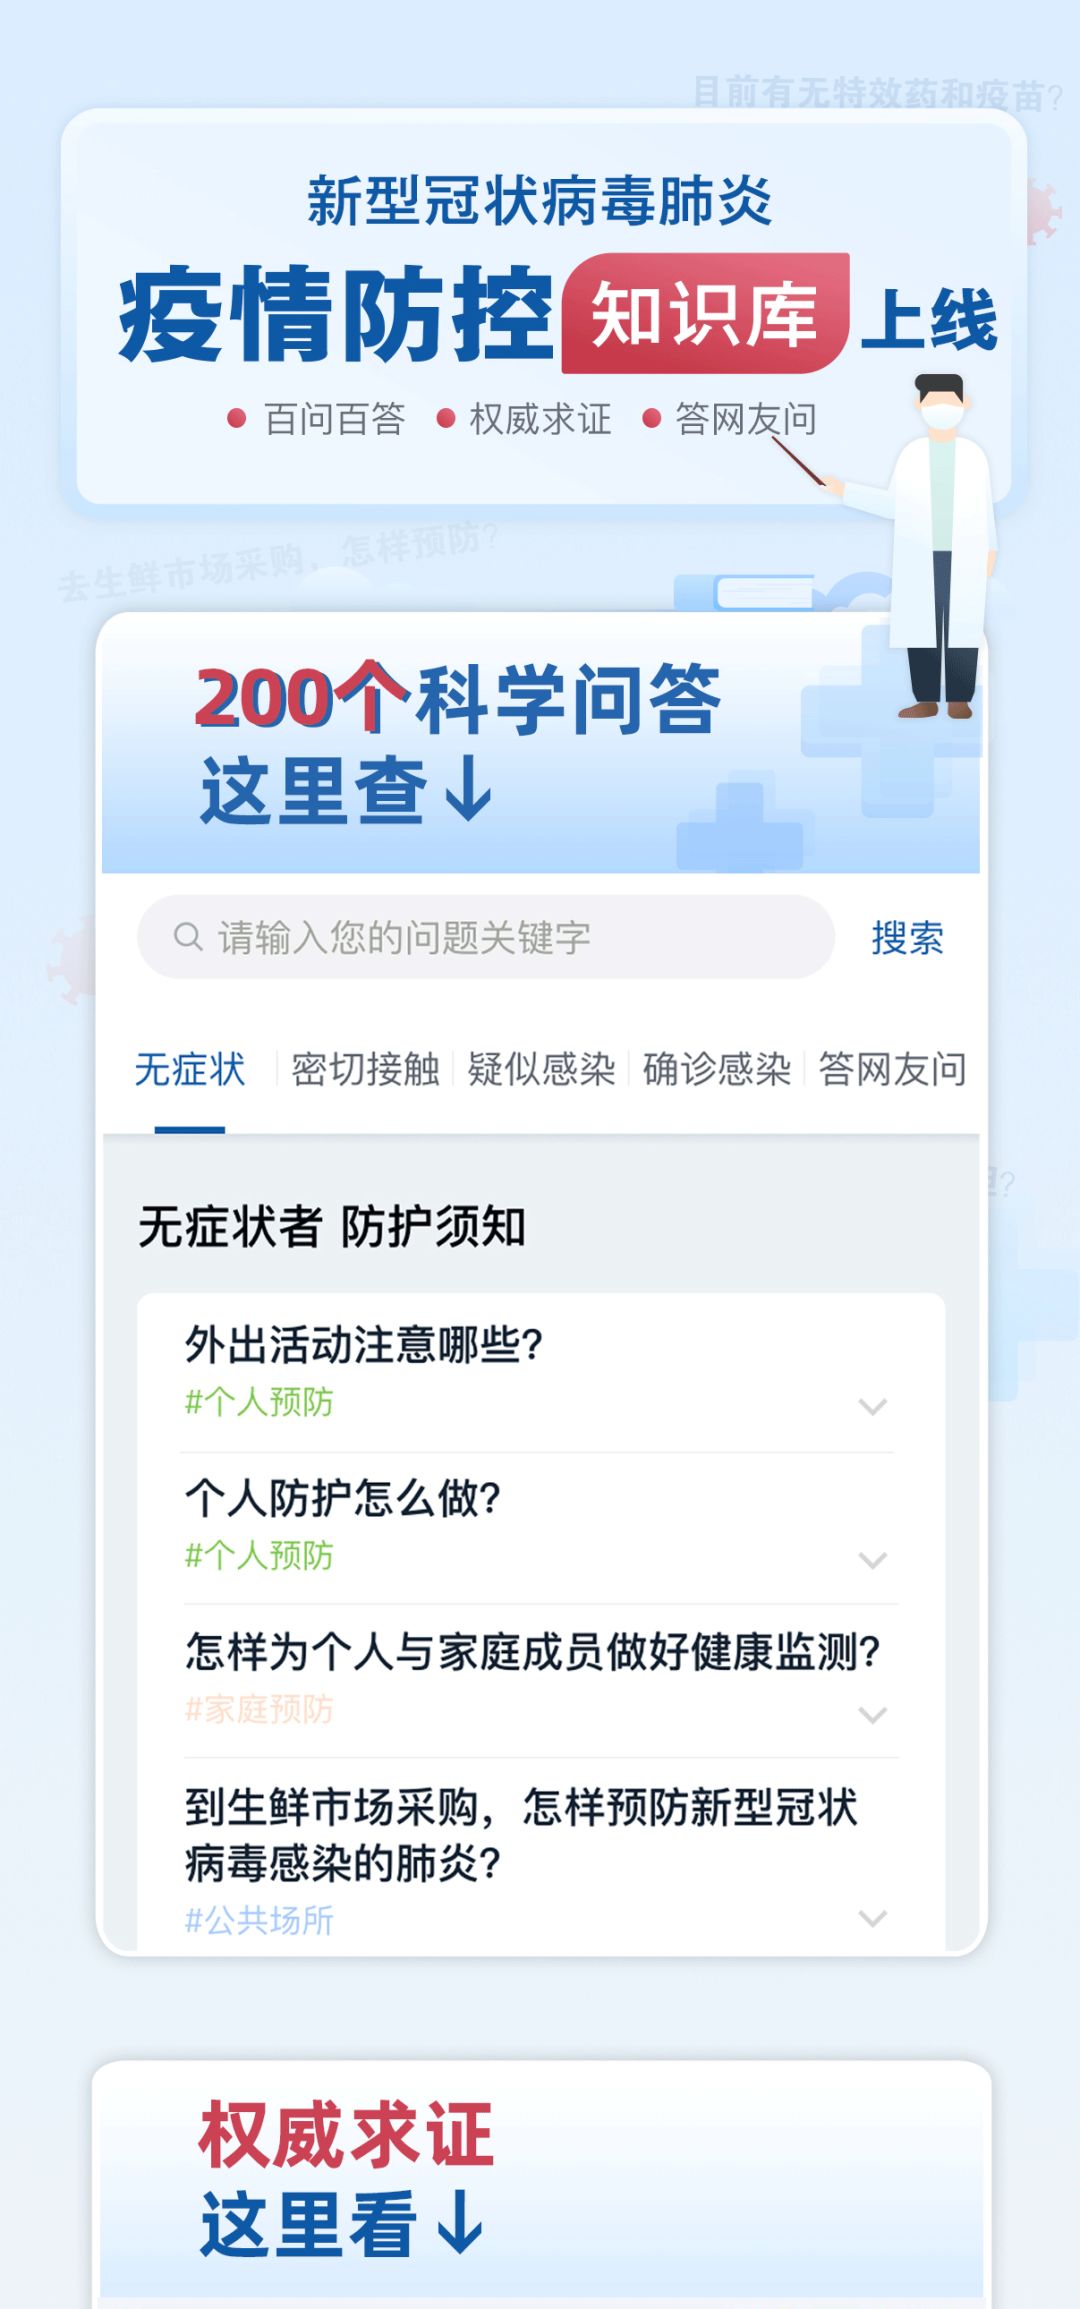 目前有无特效药和疫苗?
新型冠状病毒肺炎
疫情防控 知识库 上线
百问百答 权威求证 答网友问
去生鲜市场采购，怎样预防?
200个科学问答
这里查↓
请输入您的问题关键字 搜索
无症状 密切接触 疑似感染 确诊感染 答网友问
无症状者 防护须知
外出活动注意哪些?
#个人预防
个人防护怎么做?
#个人预防
怎样为个人与家庭成员做好健康监测?
#家庭预防
到生鲜市场采购，怎样预防新型冠状
病毒感染的肺炎?
#公共场所
权威求证
这里看↓